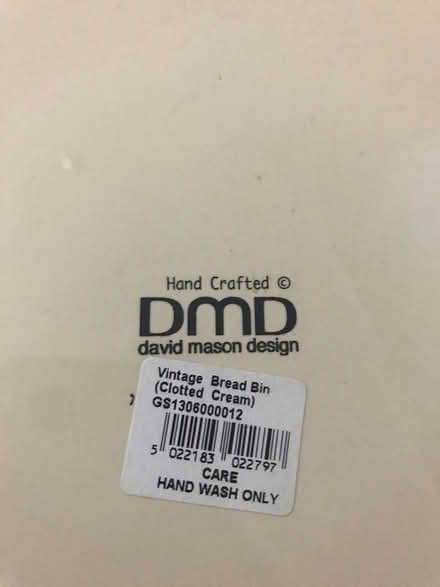 Hand Crafted ©
DMD
david mason design
Vintage Bread Bin
(Clotted Cream)
GS1306000012
5 022183 022797
CARE
HAND WASH ONLY